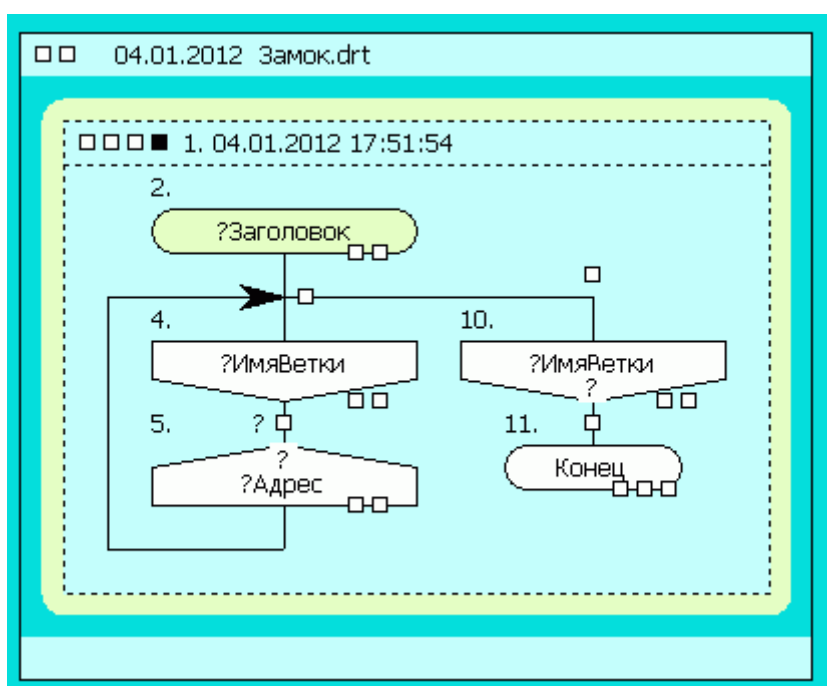 04.01.2012 Замок.drt
1. 04.01.2012 17:51:54
2.
?Заголовок
4.
?ИмяВетки
10.
?ИмяВетки
?
5.
?
11.
?
?Адрес
Конец